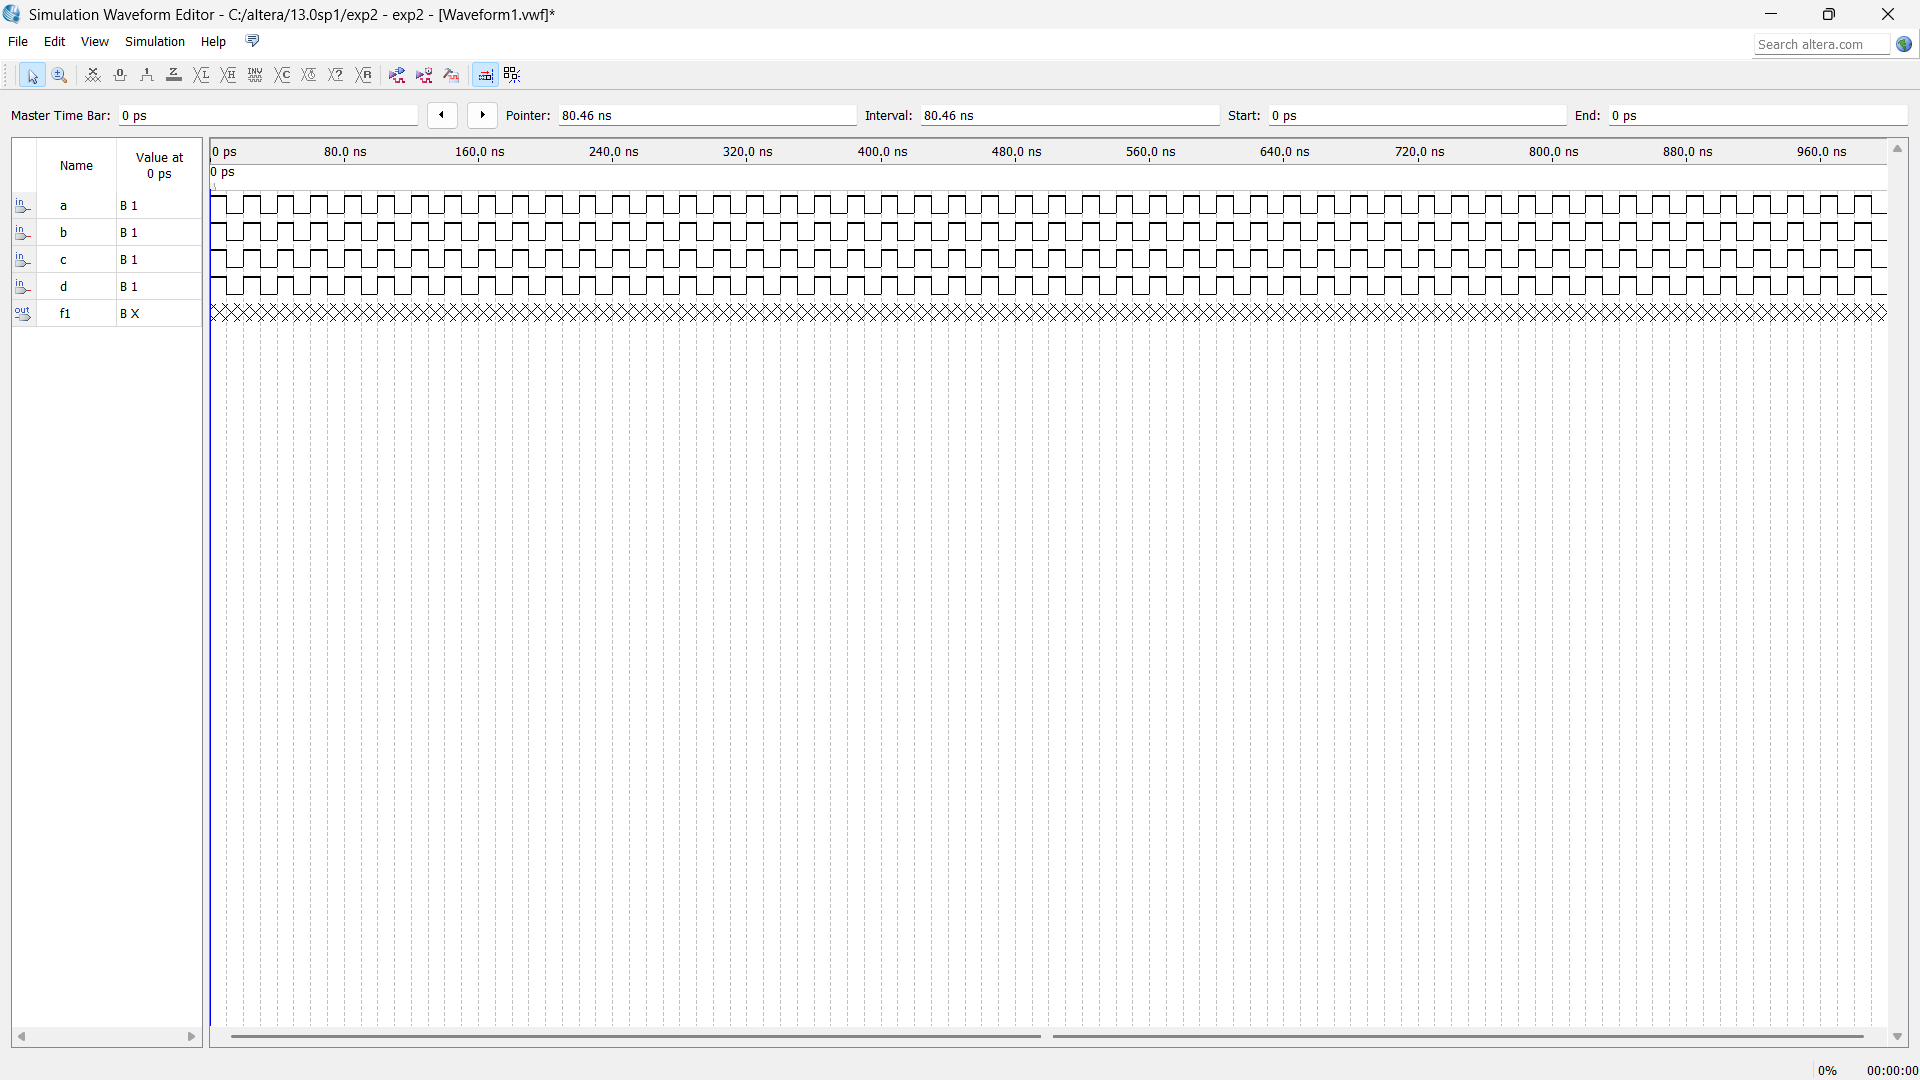 Simulation Waveform Editor - C:/altera/13.0sp1/exp2 - exp2 - [Waveform1.vwf]*
File Edit View Simulation Help
Search altera.com
Master Time Bar: 0 ps Pointer: 80.46 ns Interval: 80.46 ns Start: 0 ps End: 0 ps
Name Value at 0 ps
0 ps 80.0 ns 160.0 ns 240.0 ns 320.0 ns 400.0 ns 480.0 ns 560.0 ns 640.0 ns 720.0 ns 800.0 ns 880.0 ns 960.0 ns
0 ps
in a B 1
in b B 1
in c B 1
in d B 1
out f1 B X
0% 00:00:00